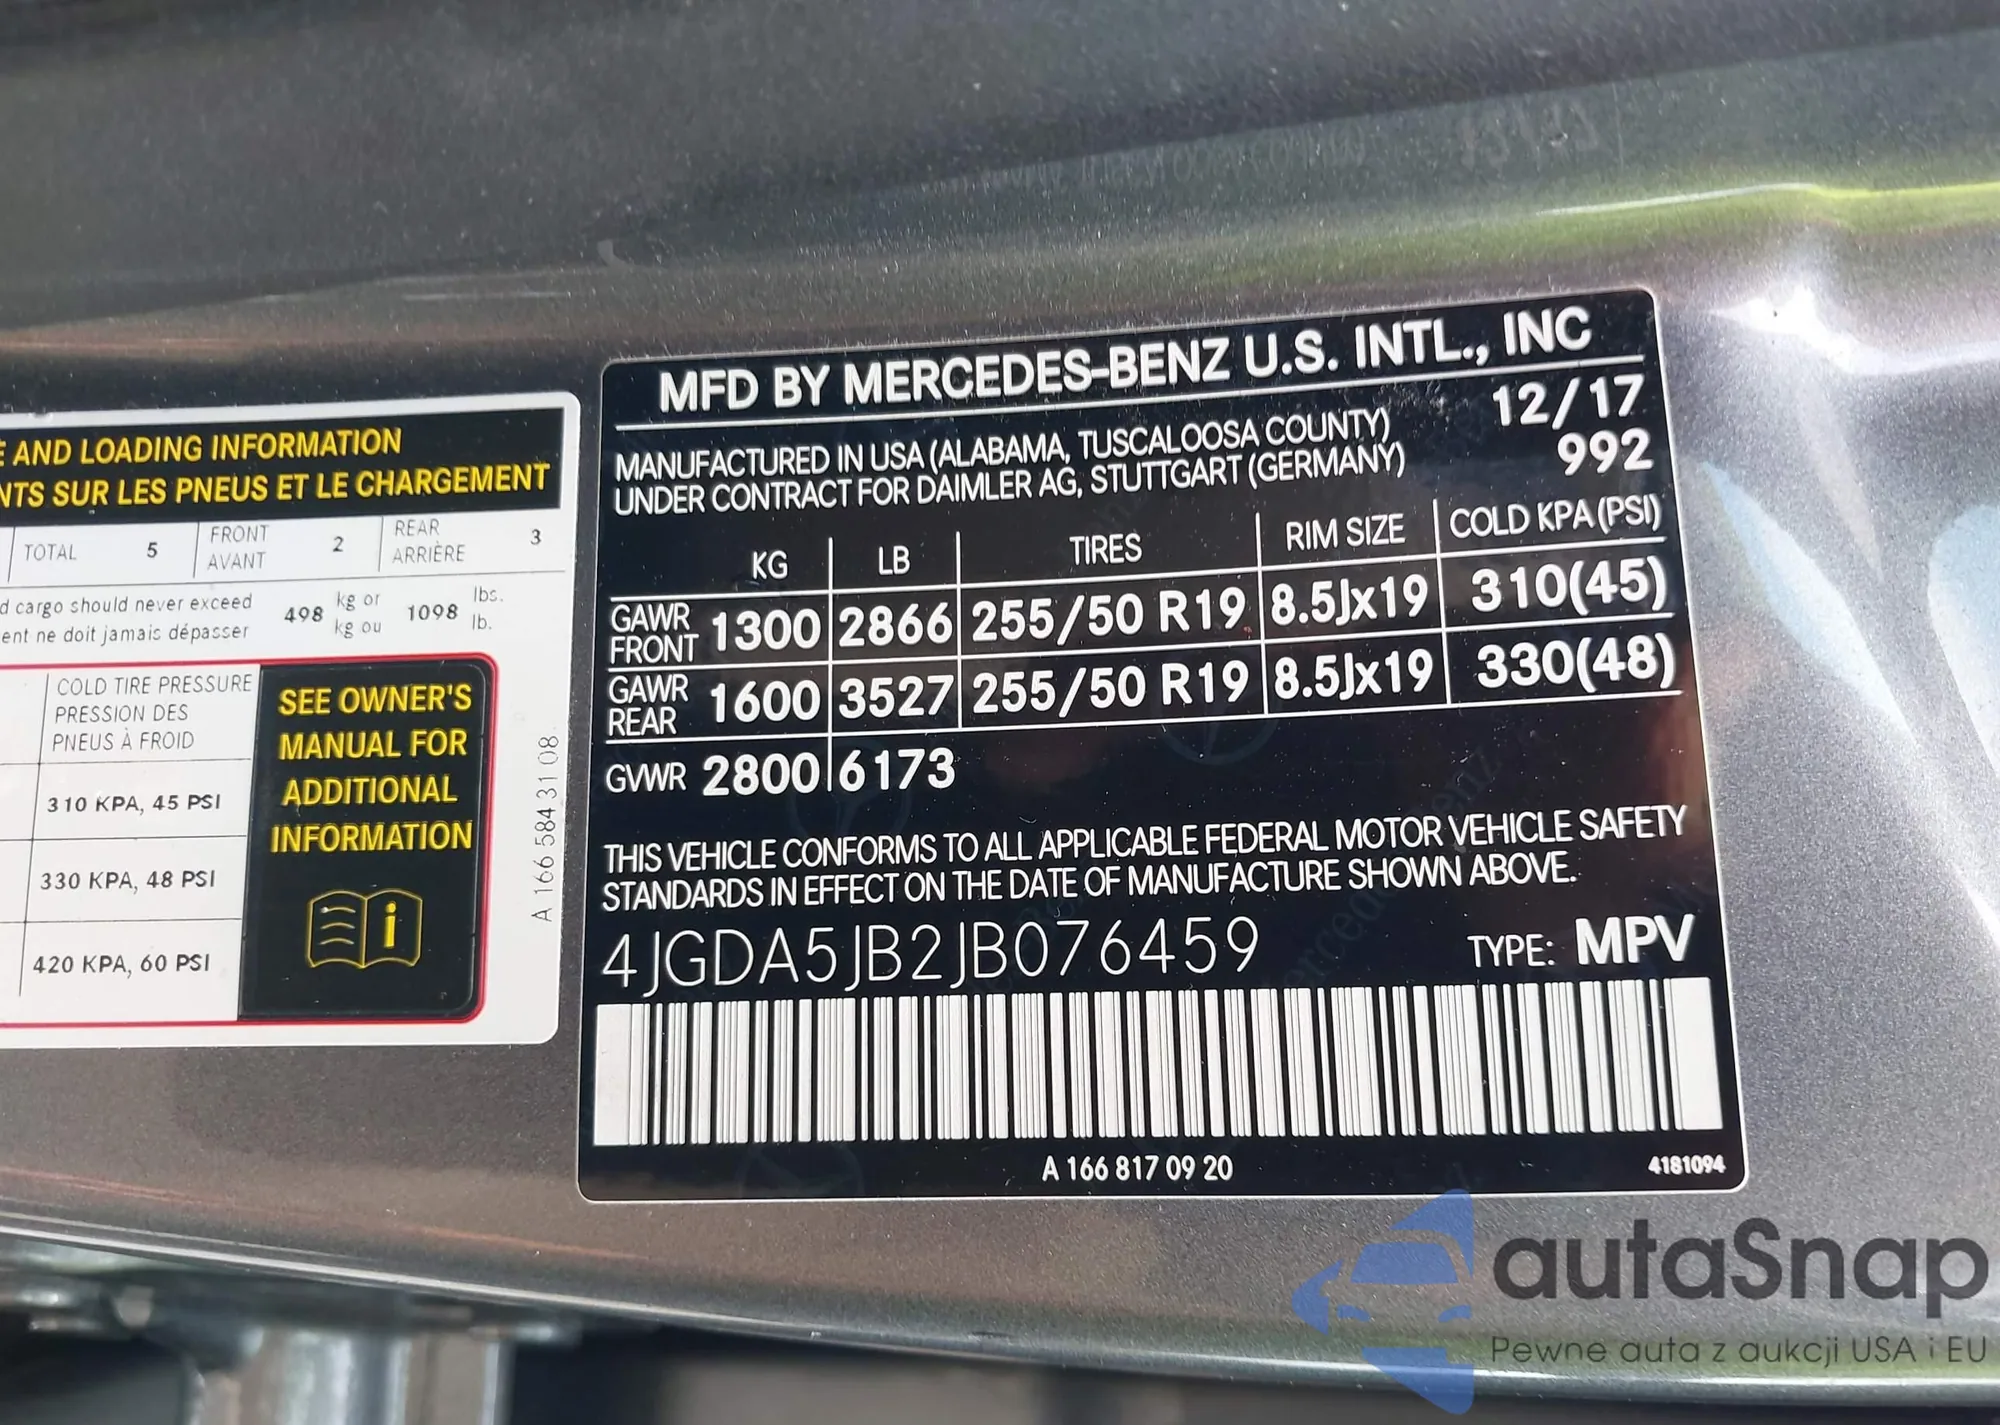 E AND LOADING INFORMATION
NTS SUR LES PNEUS ET LE CHARGEMENT
TOTAL 5 FRONT AVANT 2 REAR ARRIÈRE 3
d cargo should never exceed 498 kg or 1098 lbs.
ent ne doit jamais dépasser kg ou lb.
COLD TIRE PRESSURE
PRESSION DES
PNEUS À FROID
310 KPA, 45 PSI
330 KPA, 48 PSI
420 KPA, 60 PSI
SEE OWNER'S
MANUAL FOR
ADDITIONAL
INFORMATION
i
A 166 584 31 08
MFD BY MERCEDES-BENZ U.S. INTL., INC
MANUFACTURED IN USA (ALABAMA, TUSCALOOSA COUNTY) 12/17
UNDER CONTRACT FOR DAIMLER AG, STUTTGART (GERMANY) 992
KG LB TIRES RIM SIZE COLD KPA (PSI)
GAWR FRONT 1300 2866 255/50 R19 8.5Jx19 310(45)
GAWR REAR 1600 3527 255/50 R19 8.5Jx19 330(48)
GVWR 2800 6173
THIS VEHICLE CONFORMS TO ALL APPLICABLE FEDERAL MOTOR VEHICLE SAFETY
STANDARDS IN EFFECT ON THE DATE OF MANUFACTURE SHOWN ABOVE.
4JGDA5JB2JB076459 TYPE: MPV
A 166 817 09 20 4181094
autaSnap
Pewne auta z aukcji USA i EU